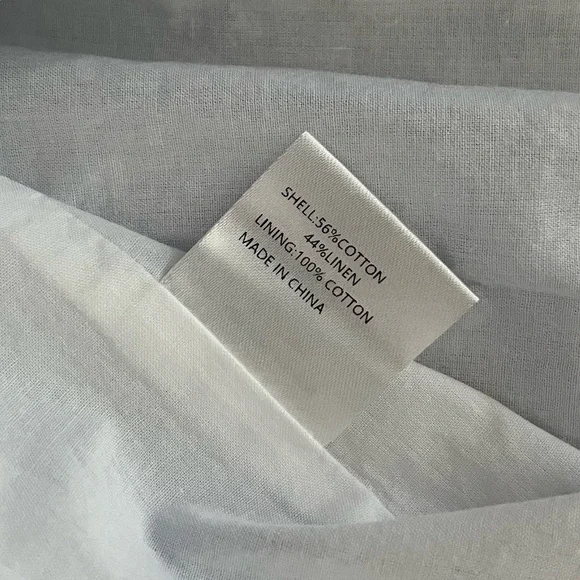 SHELL:56%COTTON
44%LINEN
LINING:100% COTTON
MADE IN CHINA